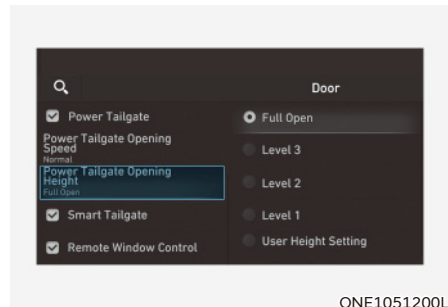 Door
Power Tailgate
Power Tailgate Opening
Speed
Normal
Power Tailgate Opening
Height
Full Open
Smart Tailgate
Remote Window Control
Full Open
Level 3
Level 2
Level 1
User Height Setting
ONE1051200L